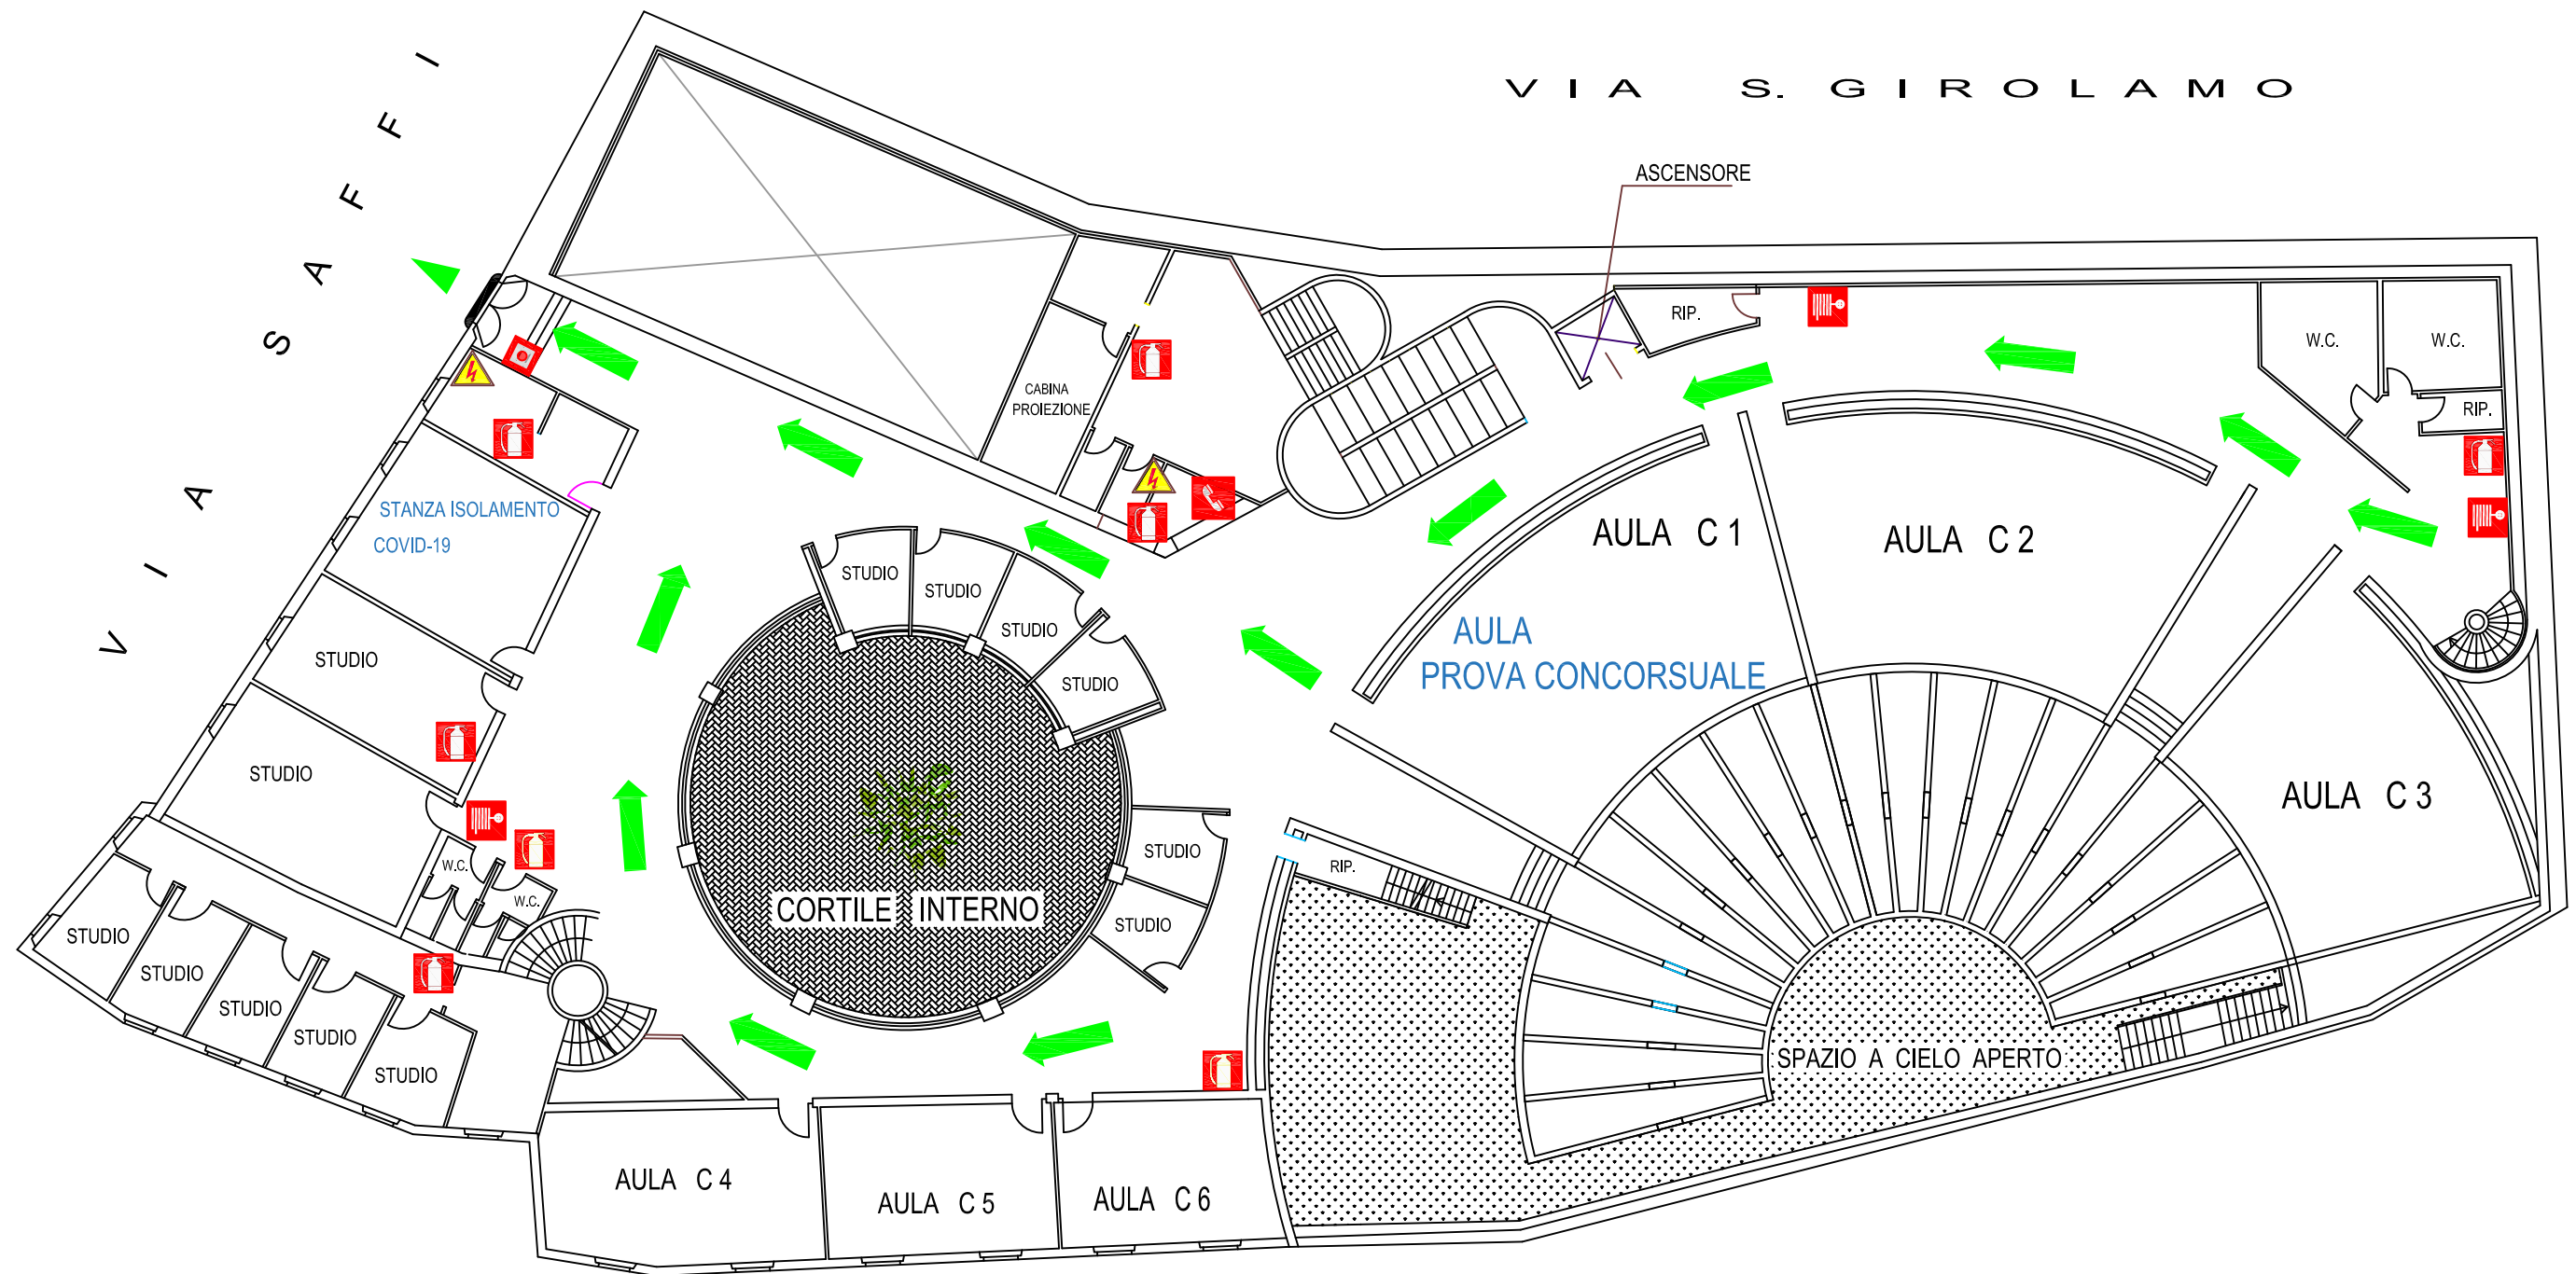 VIA S. GIROLAMO
VIA SAFFI
ASCENSORE
RIP.
W.C.
W.C.
RIP.
CABINA
PROIEZIONE
STANZA ISOLAMENTO
COVID-19
AULA C 1
AULA C 2
AULA
PROVA CONCORSUALE
STUDIO
STUDIO
STUDIO
STUDIO
STUDIO
STUDIO
AULA C 3
W.C.
W.C.
STUDIO
STUDIO
RIP.
CORTILE INTERNO
STUDIO
STUDIO
STUDIO
STUDIO
STUDIO
SPAZIO A CIELO APERTO
AULA C 4
AULA C 5
AULA C 6